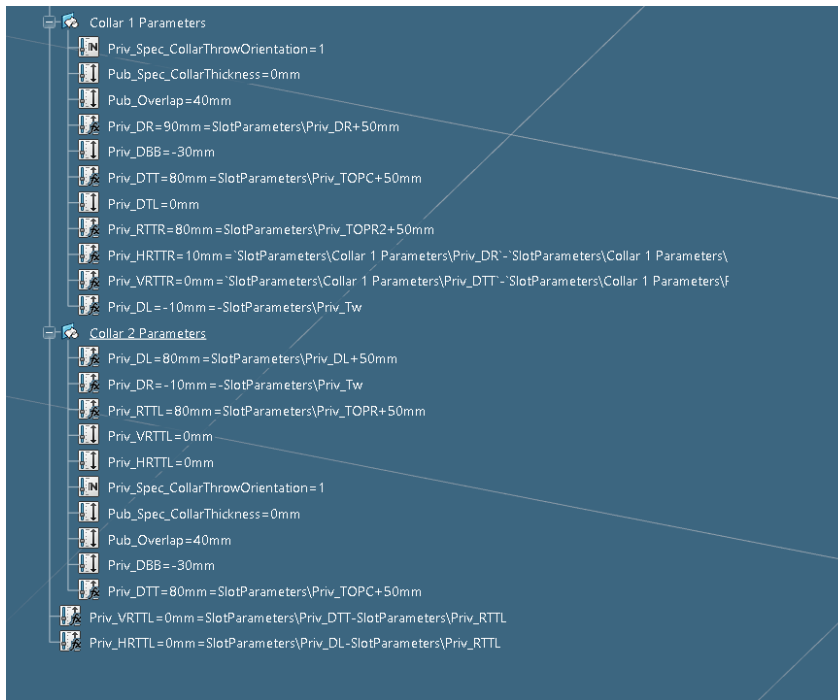 Collar 1 Parameters
Priv_Spec_CollarThrowOrientation=1
Pub_Spec_CollarThickness=0mm
Pub_Overlap=40mm
Priv_DR=90mm=SlotParameters\Priv_DR+50mm
Priv_DBB=-30mm
Priv_DTT=80mm=SlotParameters\Priv_TOPC+50mm
Priv_DTL=0mm
Priv_RTTR=80mm=SlotParameters\Priv_TOPR2+50mm
Priv_HRTTR=10mm=`SlotParameters\Collar 1 Parameters\Priv_DR`-`SlotParameters\Collar 1 Parameters\
Priv_VRTTR=0mm=`SlotParameters\Collar 1 Parameters\Priv_DTT`-`SlotParameters\Collar 1 Parameters\F
Priv_DL=-10mm=-SlotParameters\Priv_Tw
Collar 2 Parameters
Priv_DL=80mm=SlotParameters\Priv_DL+50mm
Priv_DR=-10mm=-SlotParameters\Priv_Tw
Priv_RTTL=80mm=SlotParameters\Priv_TOPR+50mm
Priv_VRTTL=0mm
Priv_HRTTL=0mm
Priv_Spec_CollarThrowOrientation=1
Pub_Spec_CollarThickness=0mm
Pub_Overlap=40mm
Priv_DBB=-30mm
Priv_DTT=80mm=SlotParameters\Priv_TOPC+50mm
Priv_VRTTL=0mm=SlotParameters\Priv_DTT-SlotParameters\Priv_RTTL
Priv_HRTTL=0mm=SlotParameters\Priv_DL-SlotParameters\Priv_RTTL